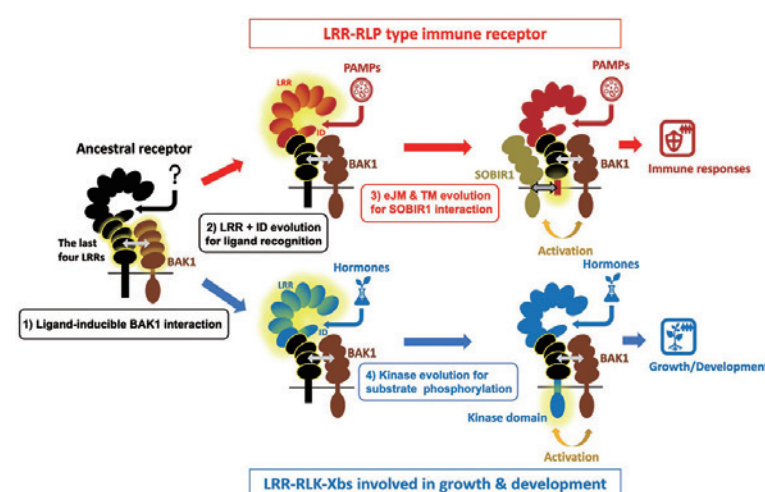 LRR-RLP type immune receptor
LRR
PAMPs
ID
BAK1
PAMPs
SOBIR1
BAK1
Immune responses
Activation
Ancestral receptor
?
The last
four LRRs
BAK1
1) Ligand-inducible BAK1 interaction
2) LRR + ID evolution
for ligand recognition
3) eJM & TM evolution
for SOBIR1 interaction
LRR
Hormones
ID
BAK1
4) Kinase evolution for
substrate phosphorylation
Hormones
BAK1
Growth/Development
Kinase domain
Activation
LRR-RLK-Xbs involved in growth & development